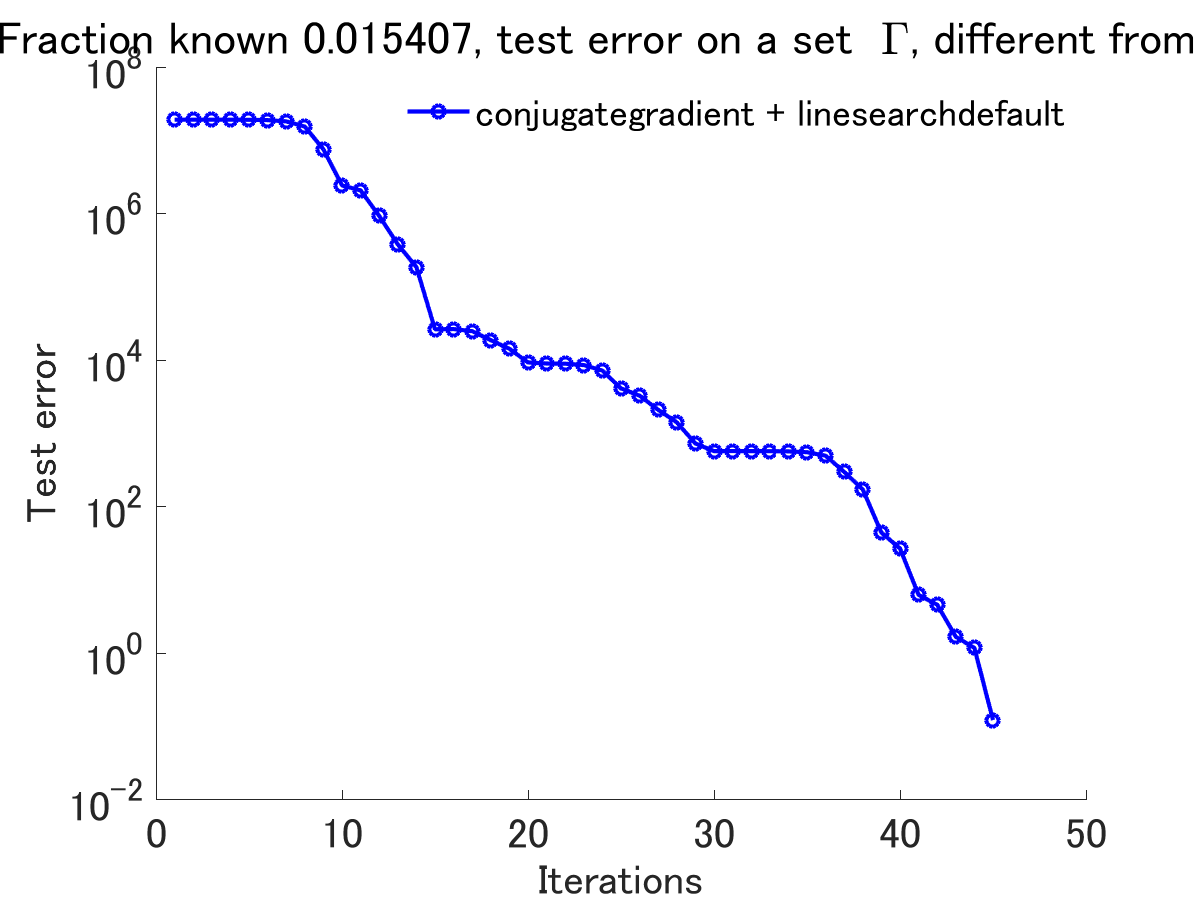 Fraction known 0.015407, test error on a set Γ, different from
10^8
conjugategradient + linesearchdefault
10^6
10^4
10^2
10^0
10^-2
Test error
0 10 20 30 40 50
Iterations